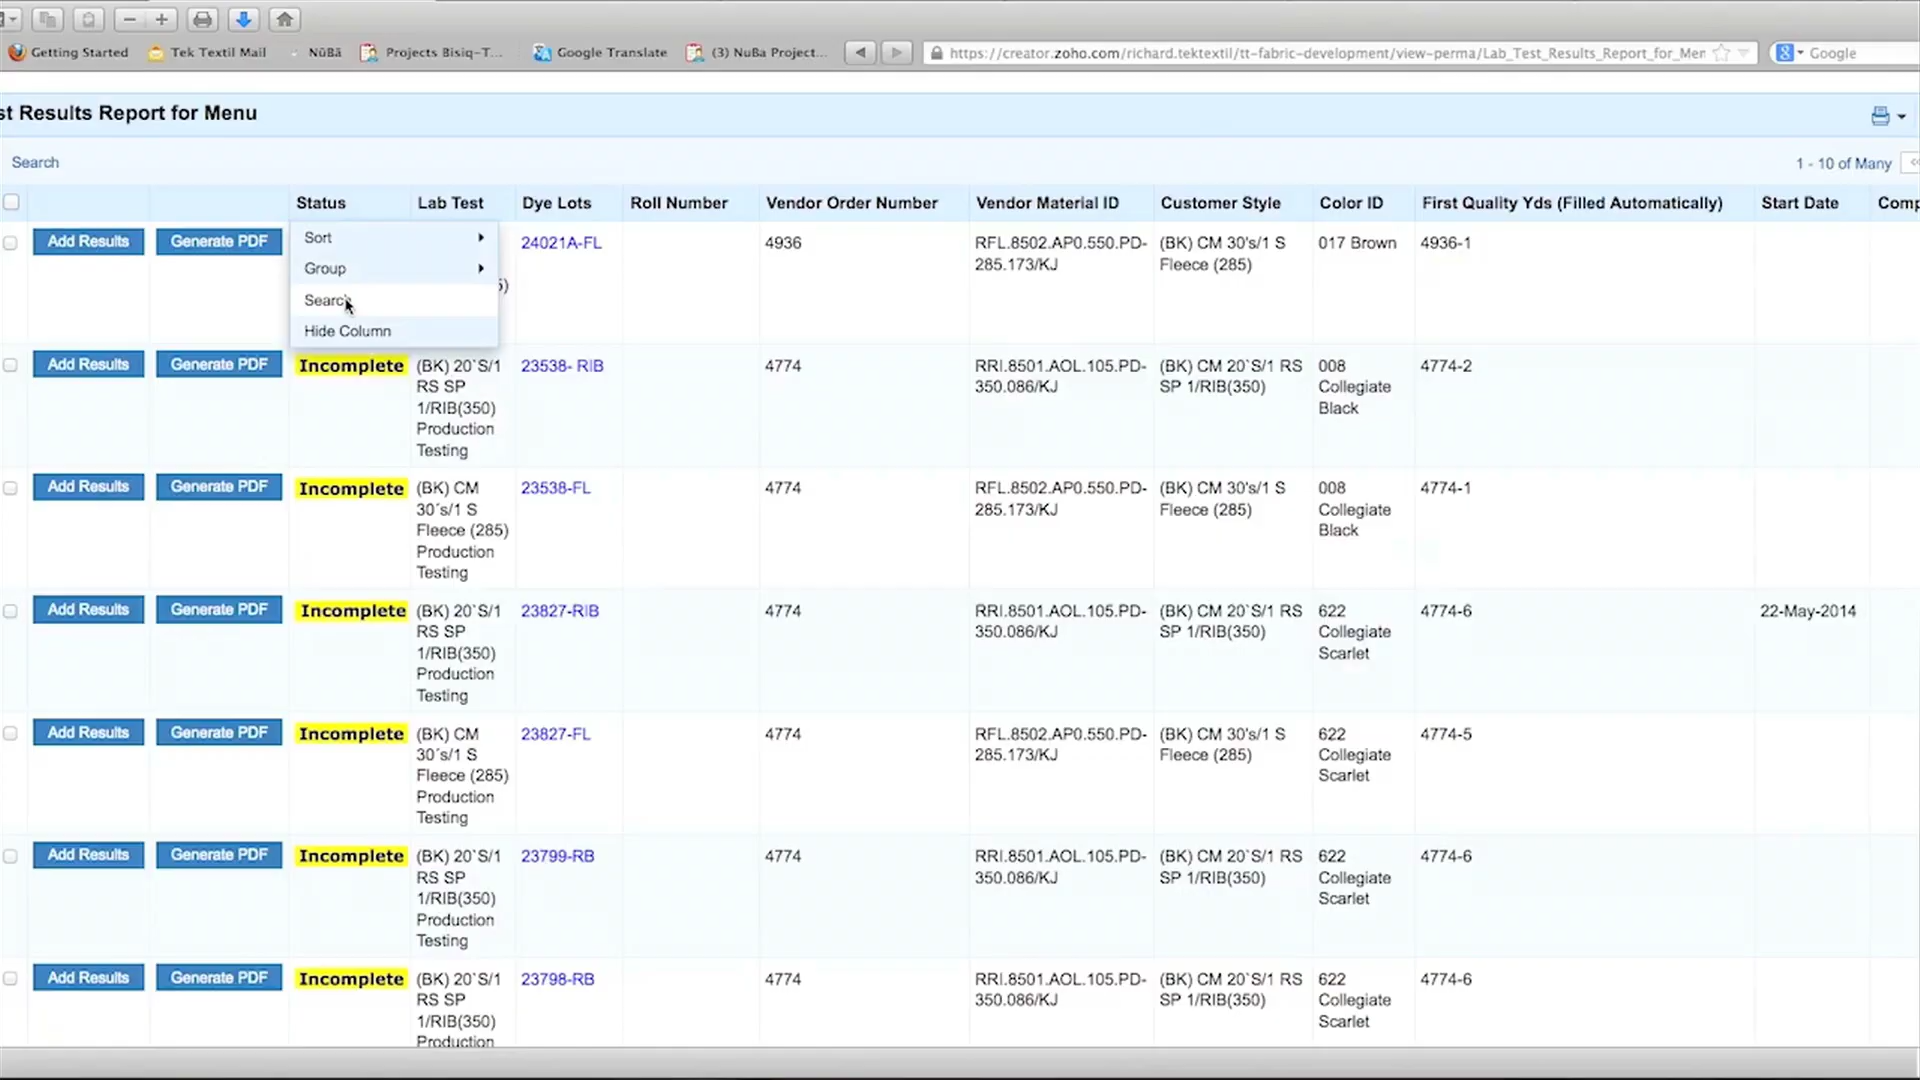 Getting Started Tek Textil Mail NūBā Projects Bisiq-T... Google Translate (3) NuBa Project... https://creator.zoho.com/richard.tektextil/tt-fabric-development/view-perma/Lab_Test_Results_Report_for_Men Google
st Results Report for Menu
Search 1 - 10 of Many
Status Lab Test Dye Lots Roll Number Vendor Order Number Vendor Material ID Customer Style Color ID First Quality Yds (Filled Automatically) Start Date Comp
Sort
Group
Search
Hide Column
Add Results Generate PDF 24021A-FL 4936 RFL.8502.AP0.550.PD- (BK) CM 30's/1 S 017 Brown 4936-1
5) 285.173/KJ Fleece (285)
Add Results Generate PDF Incomplete (BK) 20`S/1 23538- RIB 4774 RRI.8501.AOL.105.PD- (BK) CM 20`S/1 RS 008 4774-2
RS SP 350.086/KJ SP 1/RIB(350) Collegiate
1/RIB(350) Black
Production
Testing
Add Results Generate PDF Incomplete (BK) CM 23538-FL 4774 RFL.8502.AP0.550.PD- (BK) CM 30's/1 S 008 4774-1
30´s/1 S 285.173/KJ Fleece (285) Collegiate
Fleece (285) Black
Production
Testing
Add Results Generate PDF Incomplete (BK) 20`S/1 23827-RIB 4774 RRI.8501.AOL.105.PD- (BK) CM 20`S/1 RS 622 4774-6 22-May-2014
RS SP 350.086/KJ SP 1/RIB(350) Collegiate
1/RIB(350) Scarlet
Production
Testing
Add Results Generate PDF Incomplete (BK) CM 23827-FL 4774 RFL.8502.AP0.550.PD- (BK) CM 30's/1 S 622 4774-5
30´s/1 S 285.173/KJ Fleece (285) Collegiate
Fleece (285) Scarlet
Production
Testing
Add Results Generate PDF Incomplete (BK) 20`S/1 23799-RB 4774 RRI.8501.AOL.105.PD- (BK) CM 20`S/1 RS 622 4774-6
RS SP 350.086/KJ SP 1/RIB(350) Collegiate
1/RIB(350) Scarlet
Production
Testing
Add Results Generate PDF Incomplete (BK) 20`S/1 23798-RB 4774 RRI.8501.AOL.105.PD- (BK) CM 20`S/1 RS 622 4774-6
RS SP 350.086/KJ SP 1/RIB(350) Collegiate
1/RIB(350) Scarlet
Production